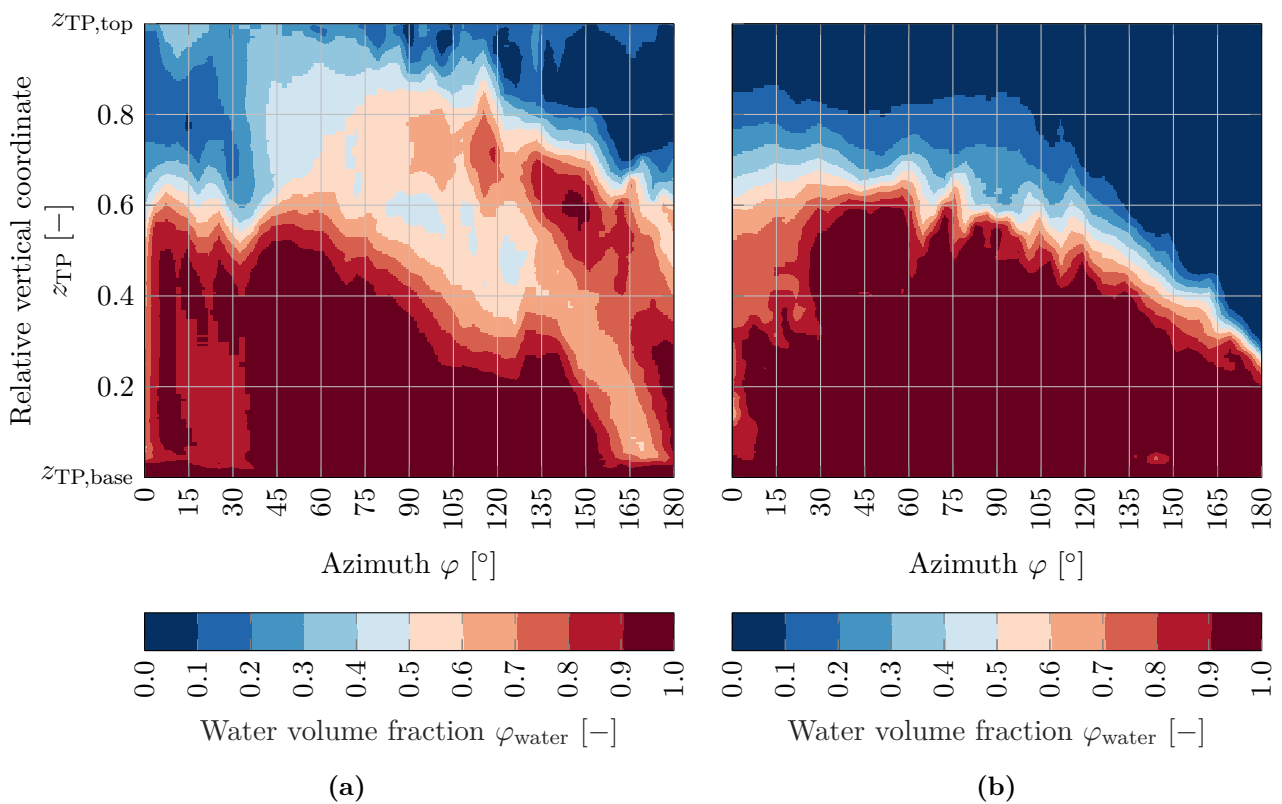 z_TP,top
0.8
0.6
0.4
0.2
z_TP,base
Relative vertical coordinate
z_TP [−]
0 15 30 45 60 75 90 105 120 135 150 165 180
0 15 30 45 60 75 90 105 120 135 150 165 180
Azimuth φ [°]
Azimuth φ [°]
0.0 0.1 0.2 0.3 0.4 0.5 0.6 0.7 0.8 0.9 1.0
0.0 0.1 0.2 0.3 0.4 0.5 0.6 0.7 0.8 0.9 1.0
Water volume fraction φ_water [−]
Water volume fraction φ_water [−]
(a)
(b)